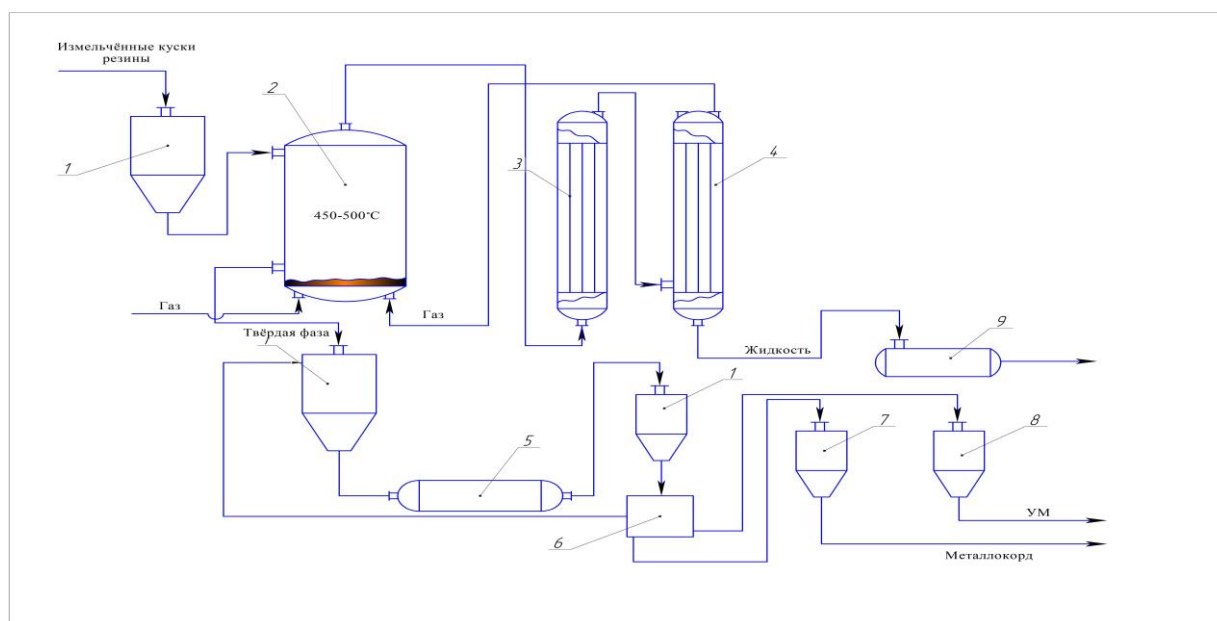 Измельчённые куски
резины
1
2
450-500°C
3
4
Газ
Газ
Твёрдая фаза
1
Жидкость
9
1
5
7
8
6
УМ
Металлокорд